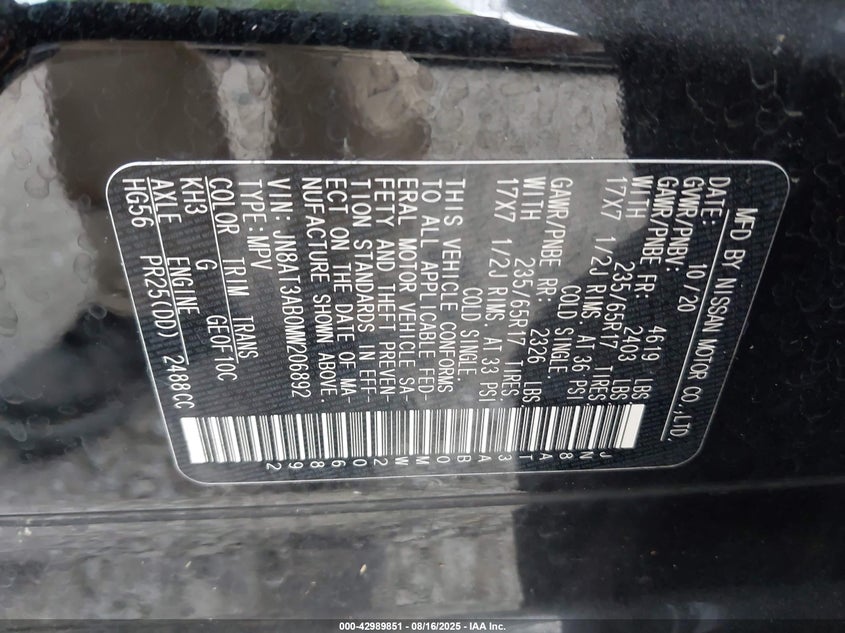 MFD BY NISSAN MOTOR CO.,LTD.
DATE: 10/20
GVWR/PNBV: 4619 LBS
GAWR/PNBE FR: 2403 LBS
WITH 235/65R17 TIRES
17X7 1/2J RIMS. AT 36 PSI
COLD SINGLE.
GAWR/PNBE RR: 2326 LBS
WITH 235/65R17 TIRES
17X7 1/2J RIMS. AT 33 PSI
COLD SINGLE.
THIS VEHICLE CONFORMS
TO ALL APPLICABLE FED-
ERAL MOTOR VEHICLE SA
FETY AND THEFT PREVEN-
TION STANDARDS IN EFF-
ECT ON THE DATE OF MA-
NUFACTURE SHOWN ABOVE.
VIN: JN8AT3AB0MW206892
TYPE:MPV
COLOR TRIM TRANS
KH3 G GE0F10C
AXLE ENGINE
HG56 PR25(DD) 2488CC
JN8AT3AB0MW206892
000-42989851 - 08/16/2025 - IAA Inc.